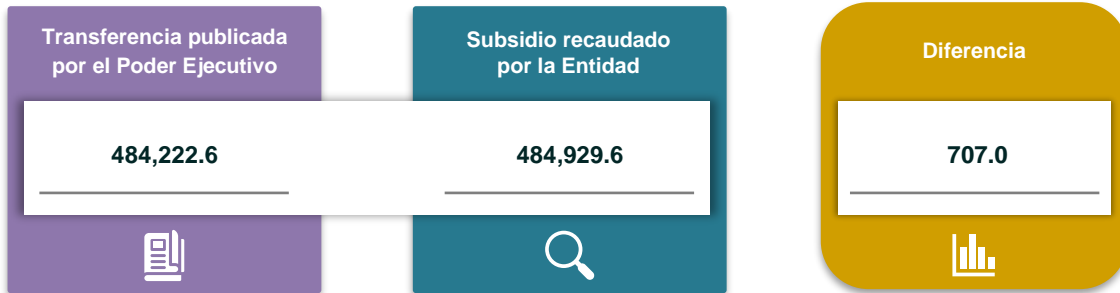 Transferencia publicada
por el Poder Ejecutivo
484,222.6
Subsidio recaudado
por la Entidad
484,929.6
Diferencia
707.0